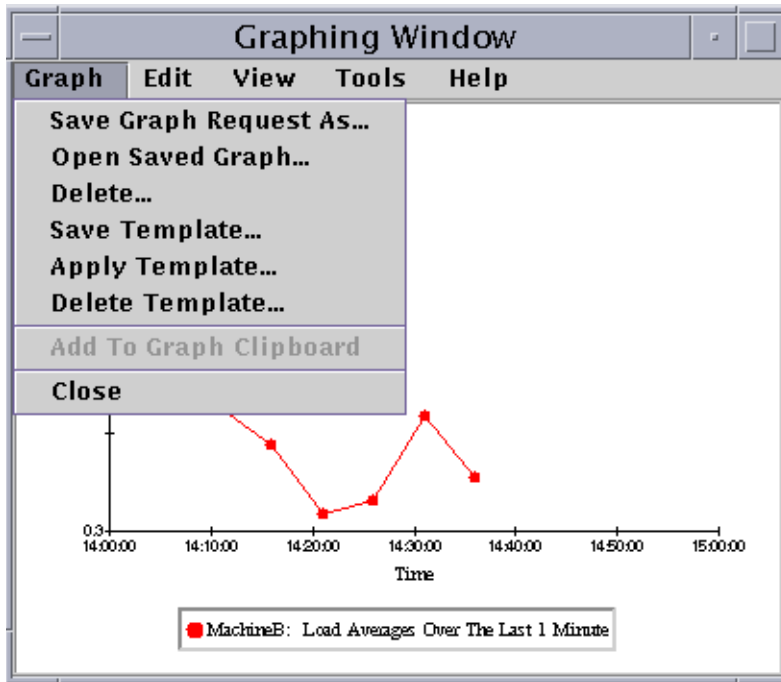 Graphing Window
Graph Edit View Tools Help
Save Graph Request As...
Open Saved Graph...
Delete...
Save Template...
Apply Template...
Delete Template...
Add To Graph Clipboard
Close
0.3
14:00:00 14:10:00 14:20:00 14:30:00 14:40:00 14:50:00 15:00:00
Time
MachineB: Load Averages Over The Last 1 Minute